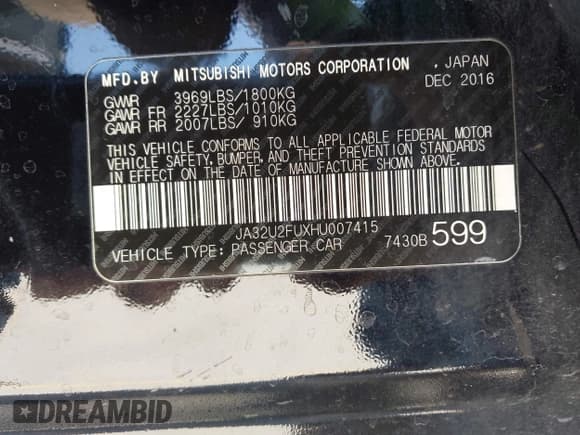 MFD.BY MITSUBISHI MOTORS CORPORATION , JAPAN
DEC 2016
GVWR 3969LBS/1800KG
GAWR FR 2227LBS/1010KG
GAWR RR 2007LBS/ 910KG
THIS VEHICLE CONFORMS TO ALL APPLICABLE FEDERAL MOTOR
VEHICLE SAFETY, BUMPER, AND THEFT PREVENTION STANDARDS
IN EFFECT ON THE DATE OF MANUFACTURE SHOWN ABOVE.
JA32U2FUXHU007415
VEHICLE TYPE: PASSENGER CAR 7430B 599
DREAMBID